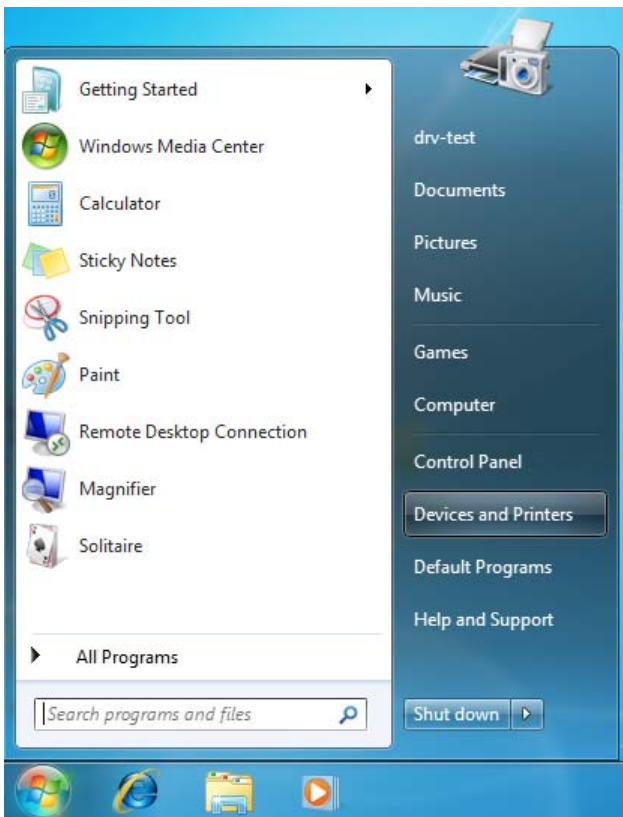 Getting Started
Windows Media Center
Calculator
Sticky Notes
Snipping Tool
Paint
Remote Desktop Connection
Magnifier
Solitaire
All Programs
Search programs and files
drv-test
Documents
Pictures
Music
Games
Computer
Control Panel
Devices and Printers
Default Programs
Help and Support
Shut down